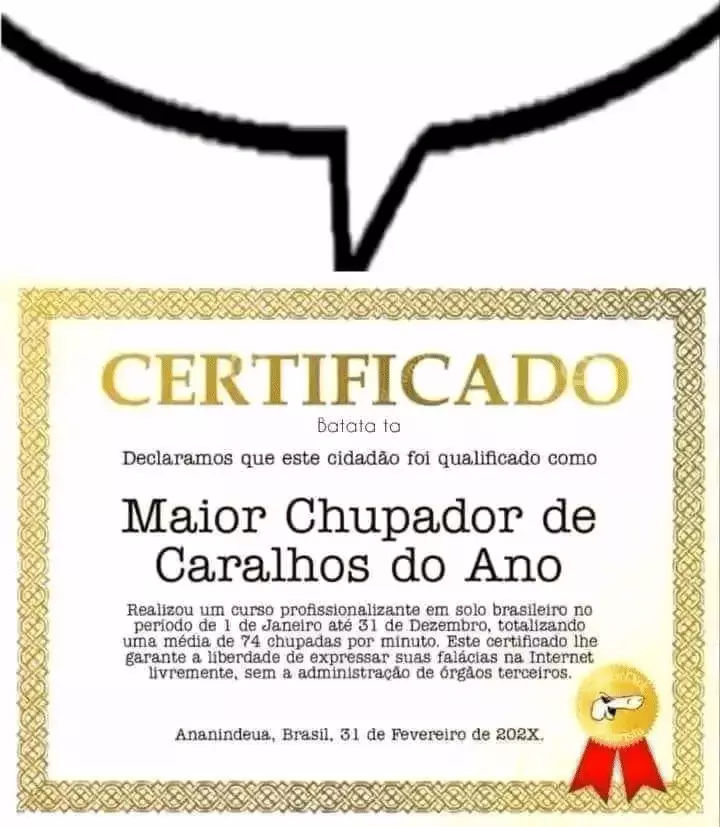 CERTIFICADO
Batata ta
Declaramos que este cidadão foi qualificado como
Maior Chupador de
Caralhos do Ano
Realizou um curso profissionalizante em solo brasileiro no
período de 1 de Janeiro até 31 de Dezembro, totalizando
uma média de 74 chupadas por minuto. Este certificado lhe
garante a liberdade de expressar suas falácias na Internet
livremente, sem a administração de órgãos terceiros.
Ananindeua, Brasil, 31 de Fevereiro de 202X.